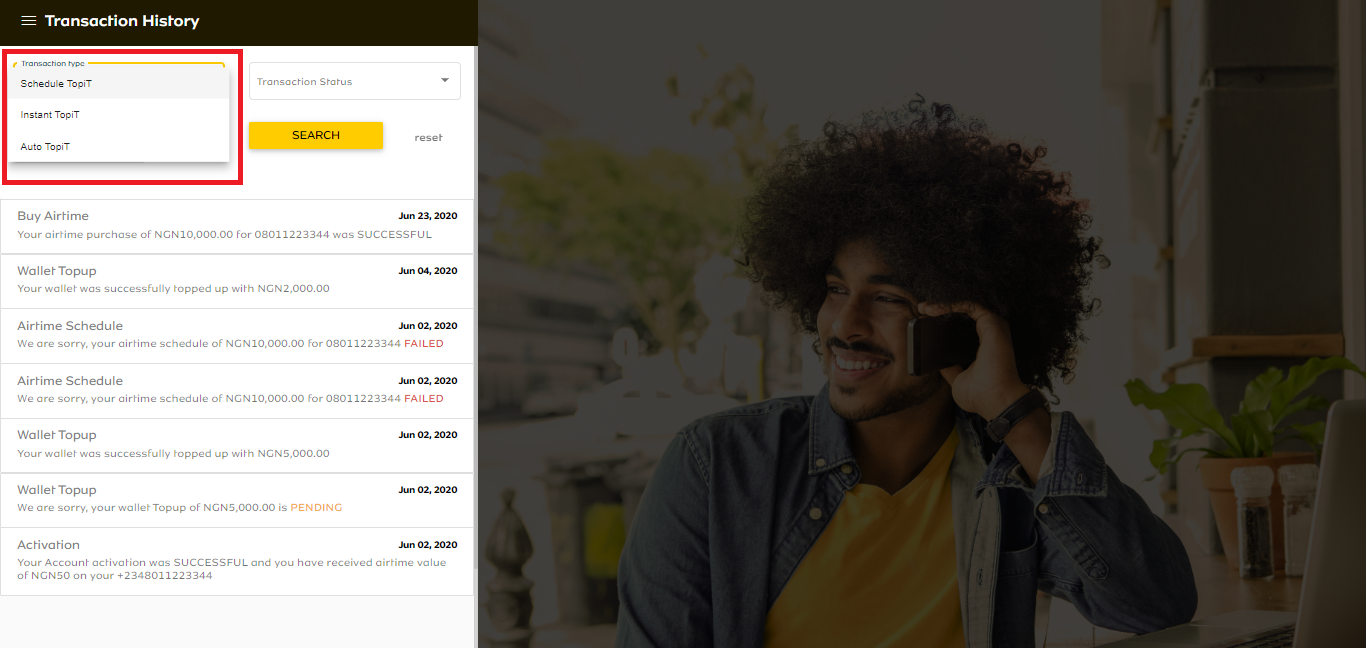 Transaction History
Transaction type
Schedule TopiT
Instant TopiT
Auto TopiT
Transaction Status
SEARCH
reset
Buy Airtime
Jun 23, 2020
Your airtime purchase of NGN10,000.00 for 08011223344 was SUCCESSFUL
Wallet Topup
Jun 04, 2020
Your wallet was successfully topped up with NGN2,000.00
Airtime Schedule
Jun 02, 2020
We are sorry, your airtime schedule of NGN10,000.00 for 08011223344 FAILED
Airtime Schedule
Jun 02, 2020
We are sorry, your airtime schedule of NGN10,000.00 for 08011223344 FAILED
Wallet Topup
Jun 02, 2020
Your wallet was successfully topped up with NGN5,000.00
Wallet Topup
Jun 02, 2020
We are sorry, your wallet Topup of NGN5,000.00 is PENDING
Activation
Jun 02, 2020
Your Account activation was SUCCESSFUL and you have received airtime value
of NGN50 on your +2348011223344